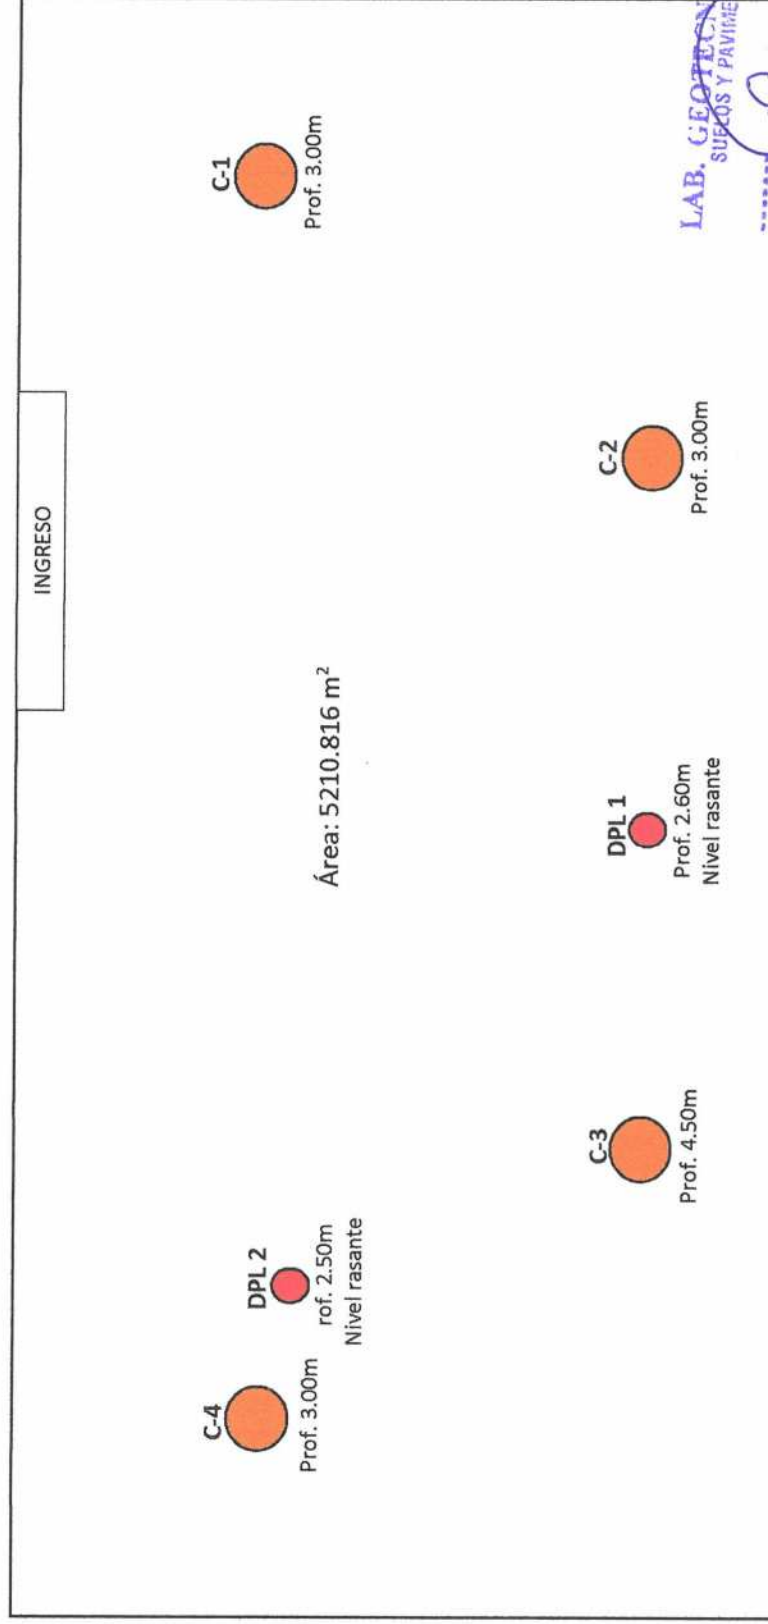 INGRESO
C-4
Prof. 3.00m
DPL 2
rof. 2.50m
Nivel rasante
Área: 5210.816 m²
C-1
Prof. 3.00m
C-3
Prof. 4.50m
DPL 1
Prof. 2.60m
Nivel rasante
C-2
Prof. 3.00m
LAB. GEOTECN
SUELOS Y PAVIME